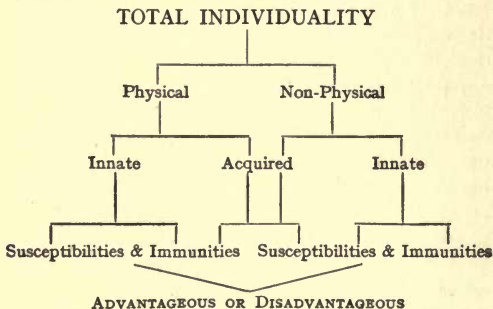 TOTAL INDIVIDUALITY
Physical Non-Physical
Innate Acquired Innate
Susceptibilities & Immunities Susceptibilities & Immunities
ADVANTAGEOUS OR DISADVANTAGEOUS